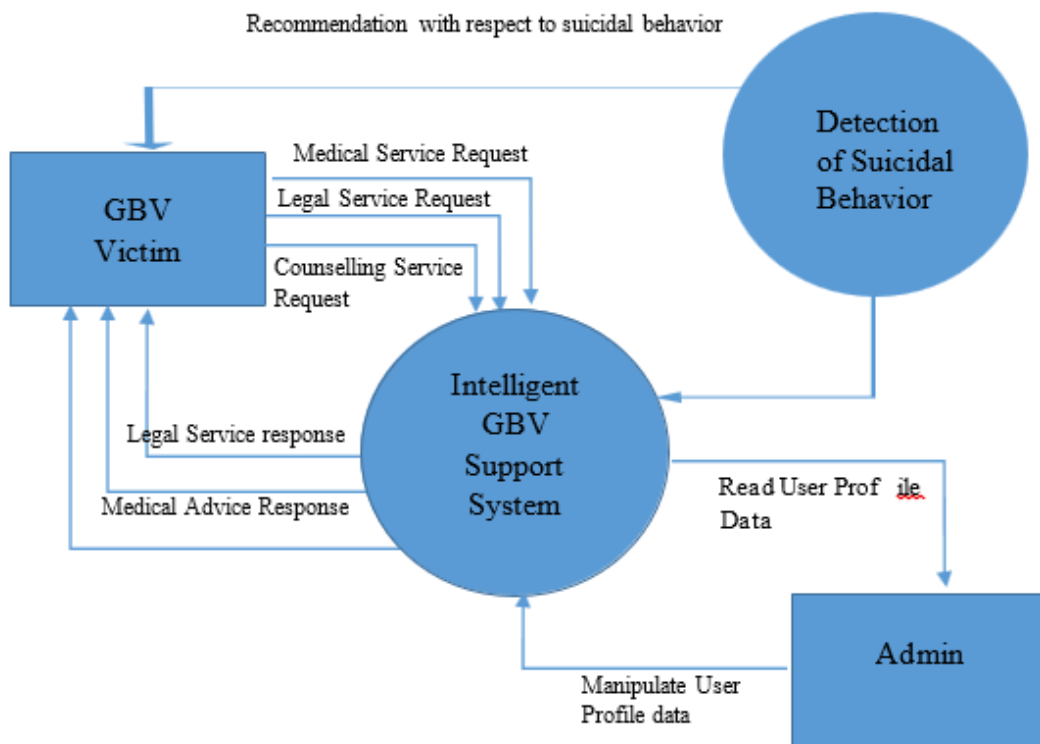 Recommendation with respect to suicidal behavior
Detection
of Suicidal
Behavior
GBV
Victim
Medical Service Request
Legal Service Request
Counselling Service
Request
Intelligent
GBV
Support
System
Legal Service response
Medical Advice Response
Read User Prof ile
Data
Admin
Manipulate User
Profile data